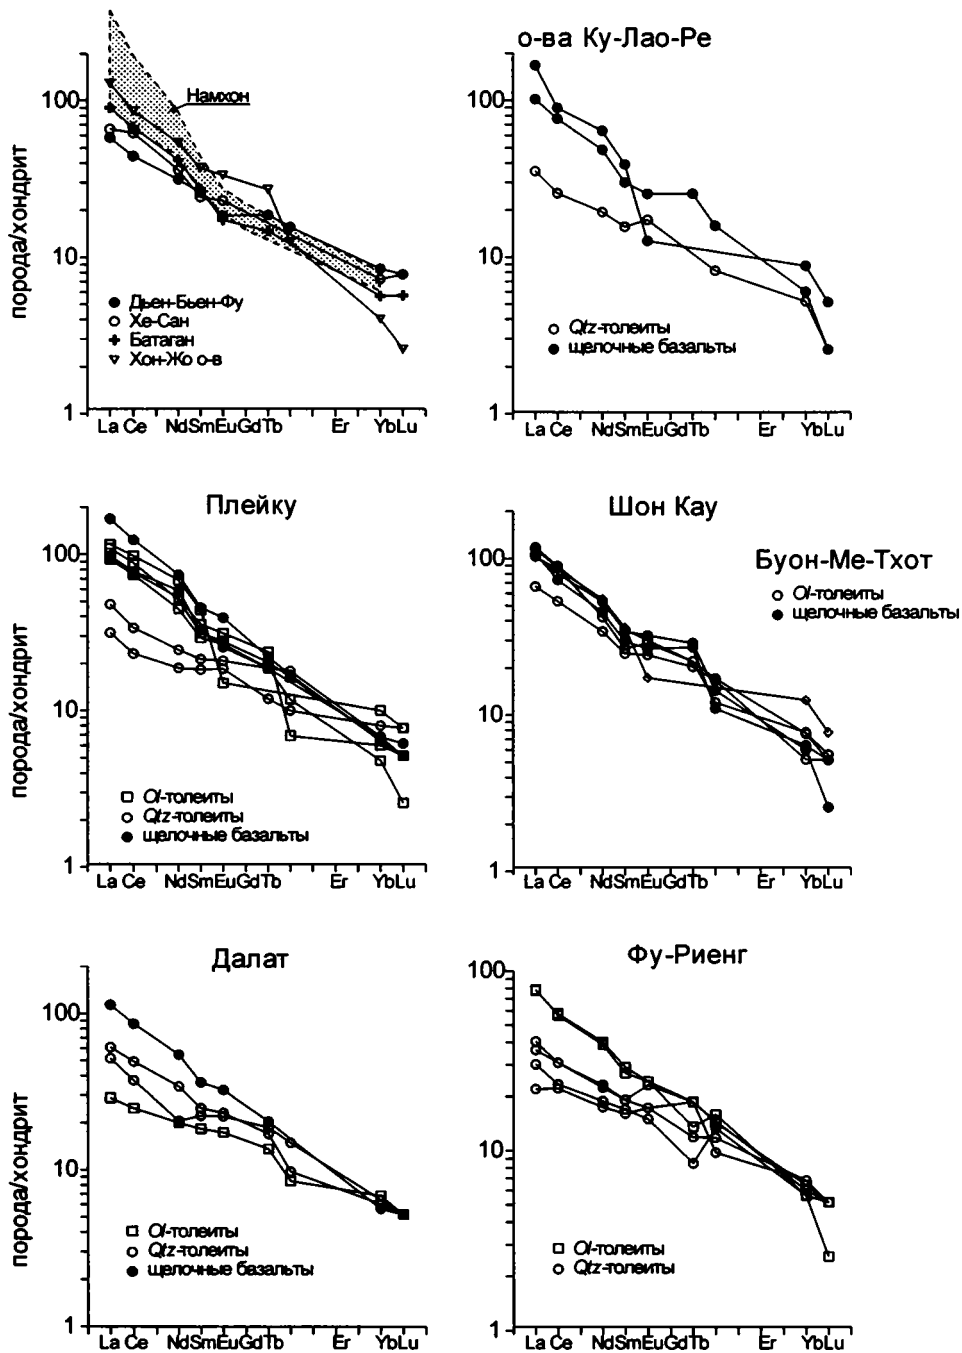 о-ва Ку-Лао-Ре
порода/хондрит
100
10
1
Намхон
Дьен-Бьен-Фу
Хе-Сан
Батаган
Хон-Жо о-в
La Ce Nd Sm Eu Gd Tb Er Yb Lu
100
10
1
Qtz-толеиты
щелочные базальты
La Ce Nd Sm Eu Gd Tb Er Yb Lu
Плейку
порода/хондрит
100
10
1
Ol-толеиты
Qtz-толеиты
щелочные базальты
La Ce Nd Sm Eu Gd Tb Er Yb Lu
Шон Кау
Буон-Ме-Тхот
100
10
1
Ol-толеиты
щелочные базальты
La Ce Nd Sm Eu Gd Tb Er Yb Lu
Далат
порода/хондрит
100
10
1
Ol-толеиты
Qtz-толеиты
щелочные базальты
La Ce Nd Sm Eu Gd Tb Er Yb Lu
Фу-Риенг
100
10
1
Ol-толеиты
Qtz-толеиты
La Ce Nd Sm Eu Gd Tb Er Yb Lu